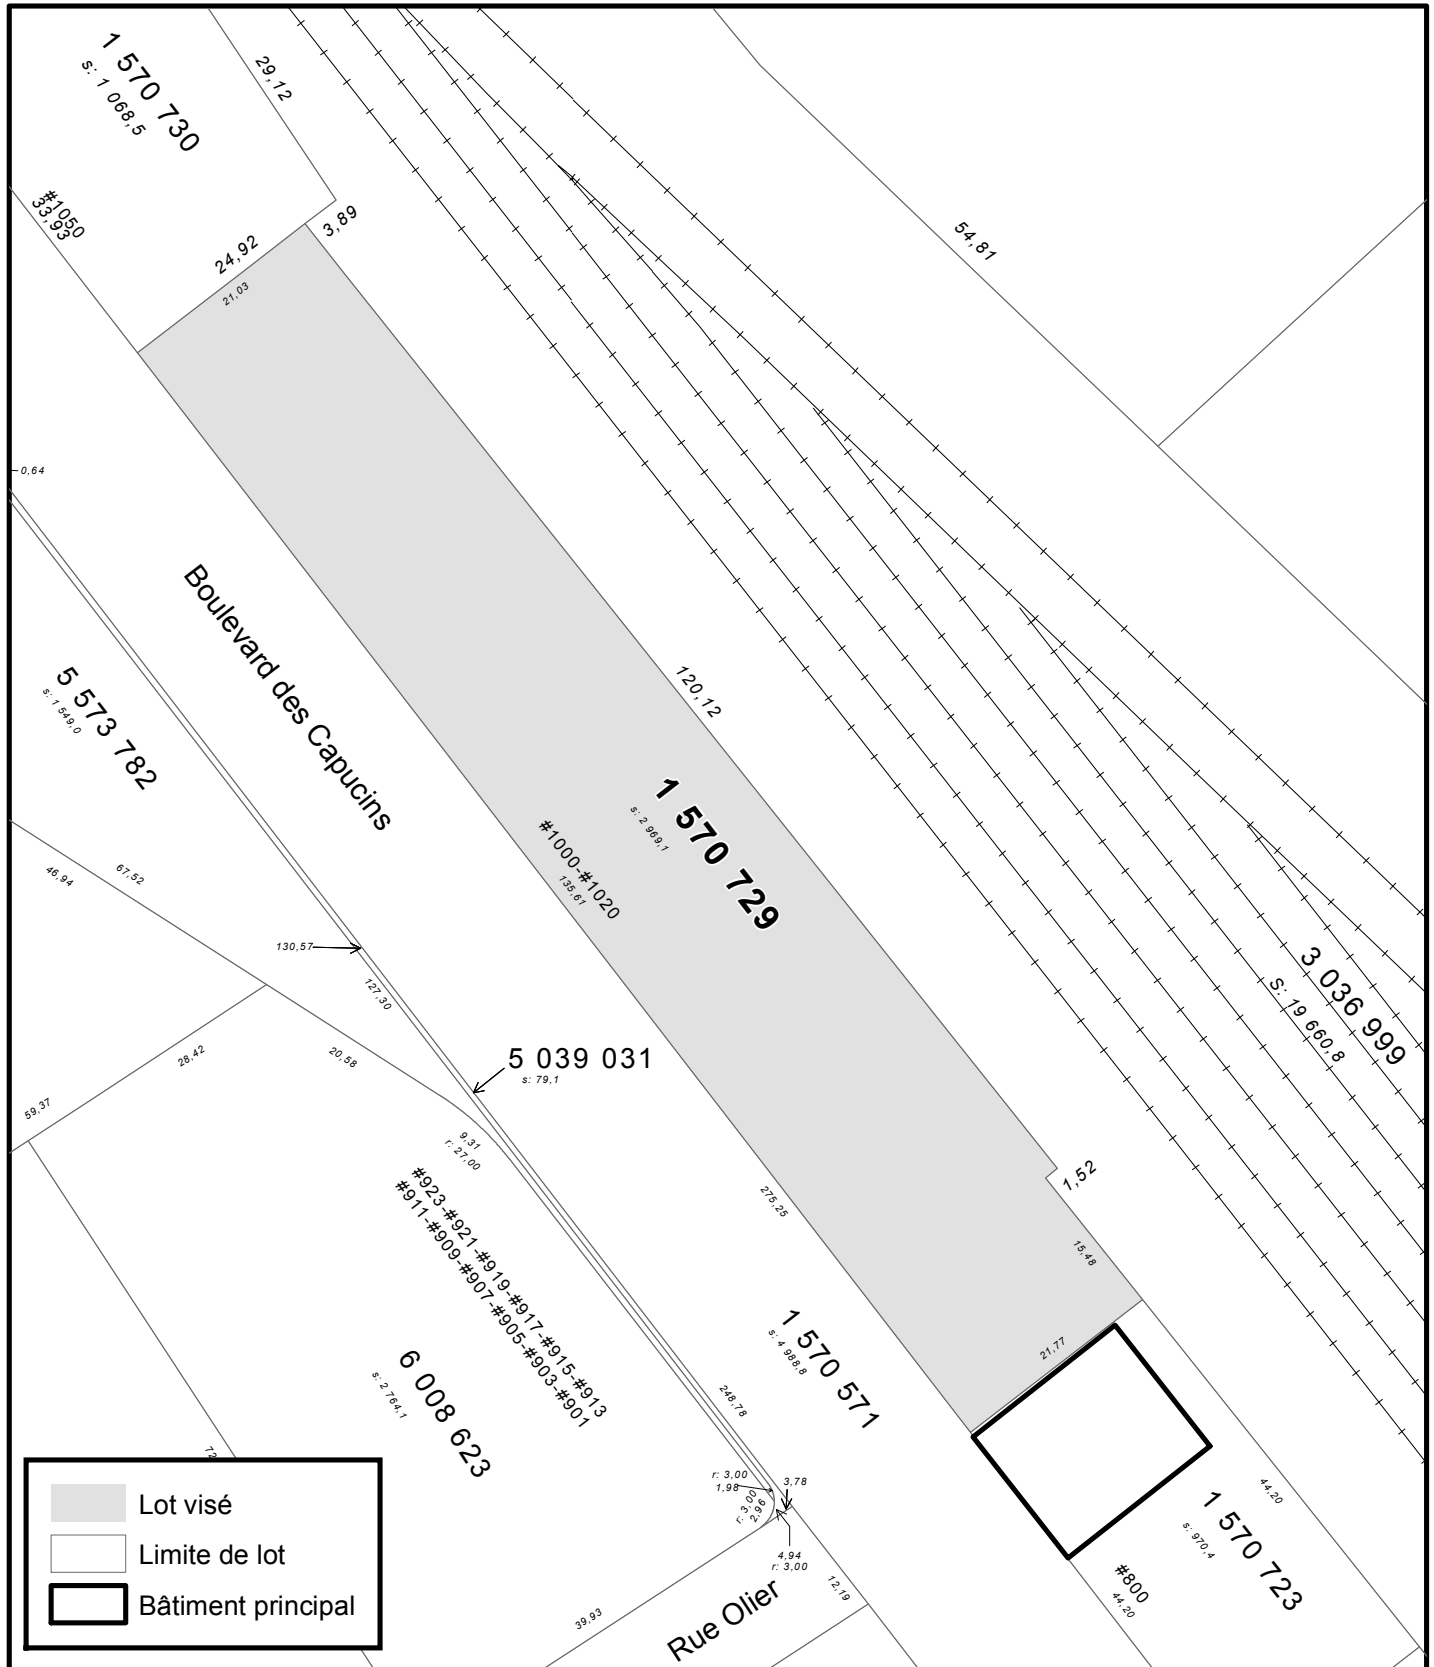 1 570 730
s: 1 068,5
29,12
#1050
33,93
24,92
3,89
21,03
54,81
0,64
Boulevard des Capucins
5 573 782
s: 1 549,0
120,12
1 570 729
s: 2 969,1
#1000-#1020
135,61
46,94
67,52
130,57
127,30
3 036 999
S: 19 660,8
28,42
20,58
5 039 031
s: 79,1
59,37
9,31
r: 27,00
#923-#921-#919-#917-#915-#913
#911-#909-#907-#905-#903-#901
275,25
1,52
15,48
21,77
1 570 571
s: 4 988,8
6 008 623
s: 2 764,1
248,78
72
r: 3,00
1,98
3,78
r: 3,00
2,96
4,94
r: 3,00
12,19
39,93
Rue Olier
44,20
1 570 723
s: 970,4
#800
44,20
Lot visé
Limite de lot
Bâtiment principal